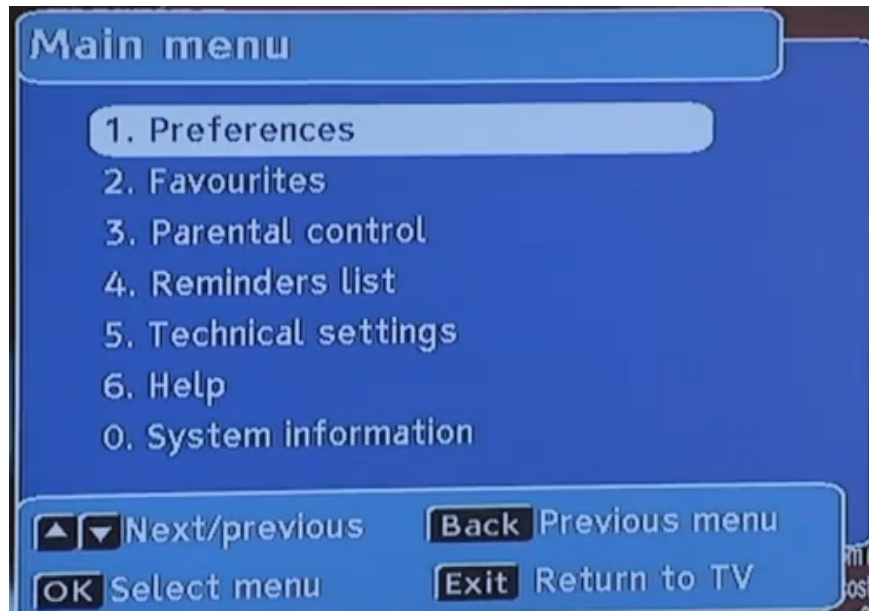 Main menu
1. Preferences
2. Favourites
3. Parental control
4. Reminders list
5. Technical settings
6. Help
0. System information
▲▼ Next/previous Back Previous menu
OK Select menu Exit Return to TV